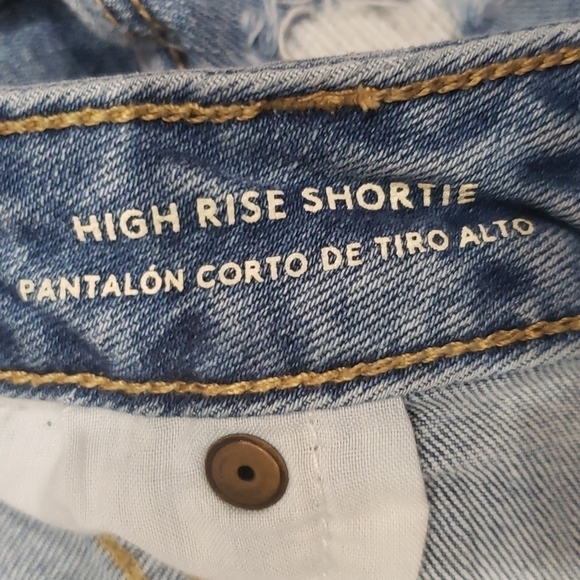 HIGH RISE SHORTIE
PANTALÓN CORTO DE TIRO ALTO